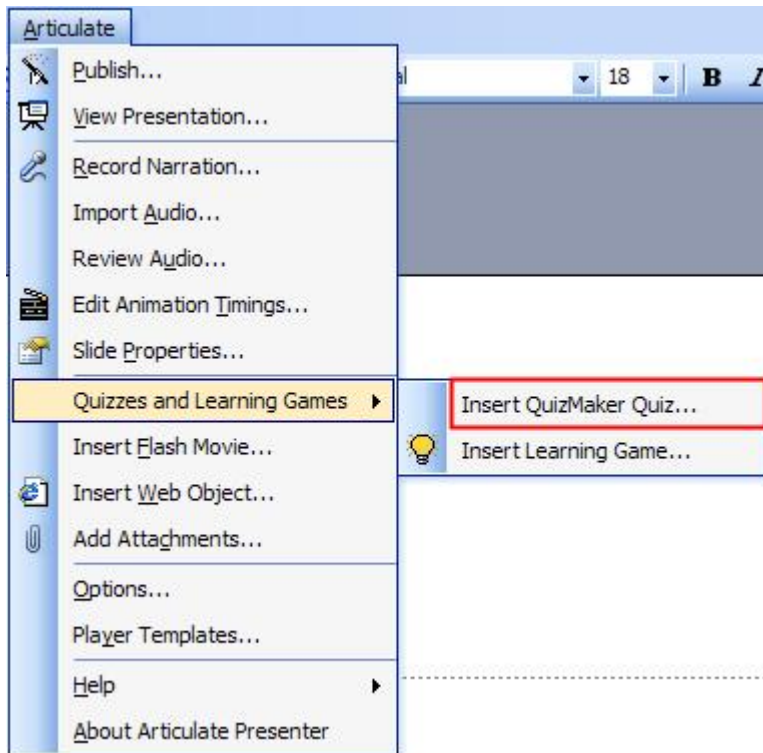 Articulate
Publish...
18 B I
View Presentation...
Record Narration...
Import Audio...
Review Audio...
Edit Animation Timings...
Slide Properties...
Quizzes and Learning Games
Insert QuizMaker Quiz...
Insert Flash Movie...
Insert Learning Game...
Insert Web Object...
Add Attachments...
Options...
Player Templates...
Help
About Articulate Presenter